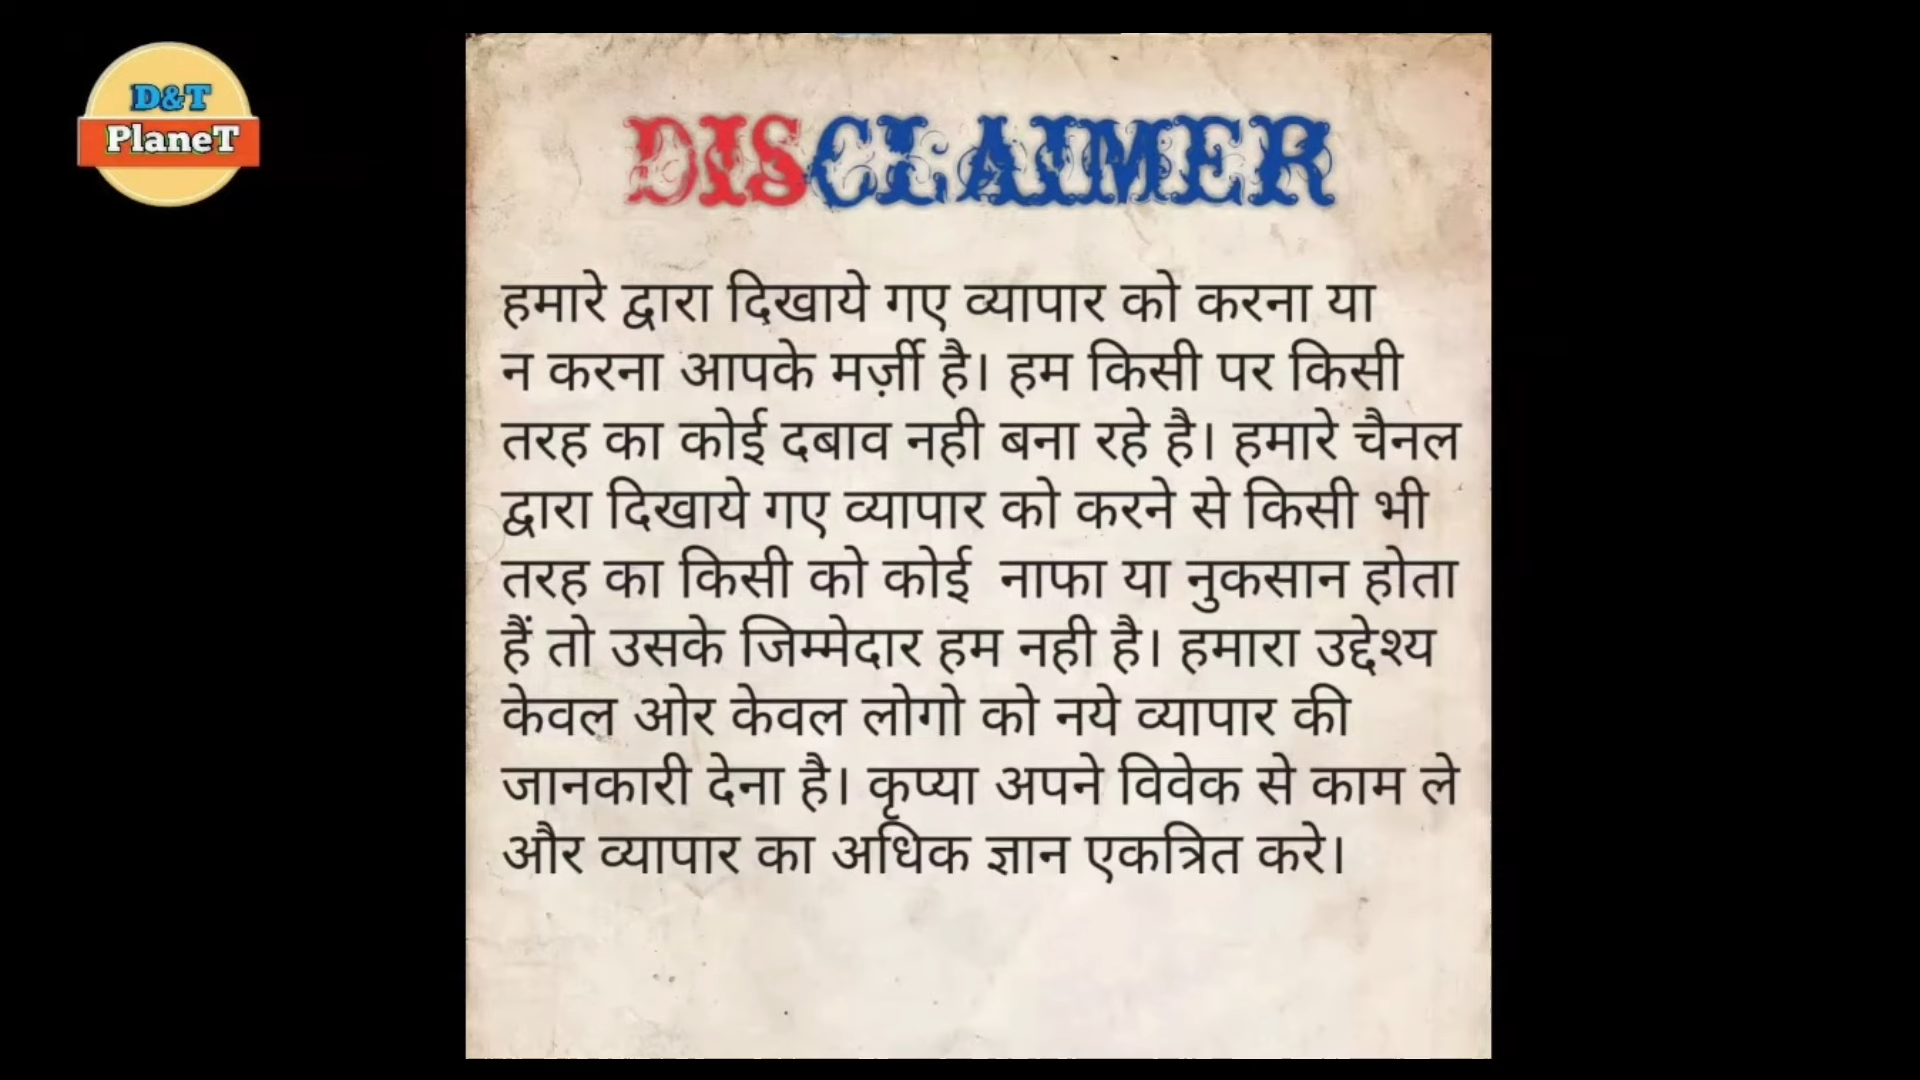 D&T
PlaneT
DISCLAIMER
हमारे द्वारा दिखाये गए व्यापार को करना या
न करना आपके मर्ज़ी है। हम किसी पर किसी
तरह का कोई दबाव नही बना रहे है। हमारे चैनल
द्वारा दिखाये गए व्यापार को करने से किसी भी
तरह का किसी को कोई नाफा या नुकसान होता
हैं तो उसके जिम्मेदार हम नही है। हमारा उद्देश्य
केवल ओर केवल लोगो को नये व्यापार की
जानकारी देना है। कृप्या अपने विवेक से काम ले
और व्यापार का अधिक ज्ञान एकत्रित करे।